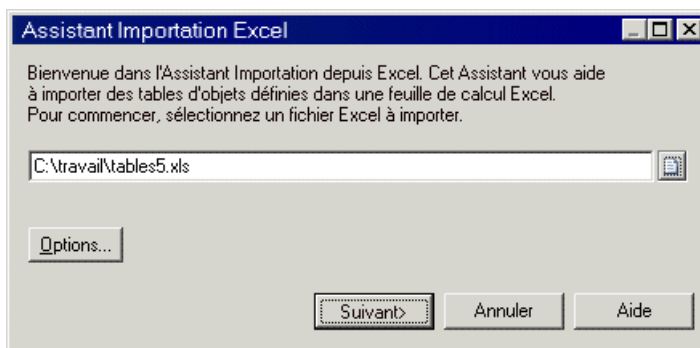 Assistant Importation Excel
Bienvenue dans l'Assistant Importation depuis Excel. Cet Assistant vous aide
à importer des tables d'objets définies dans une feuille de calcul Excel.
Pour commencer, sélectionnez un fichier Excel à importer.
C:\travail\tables5.xls
Options...
Suivant> Annuler Aide